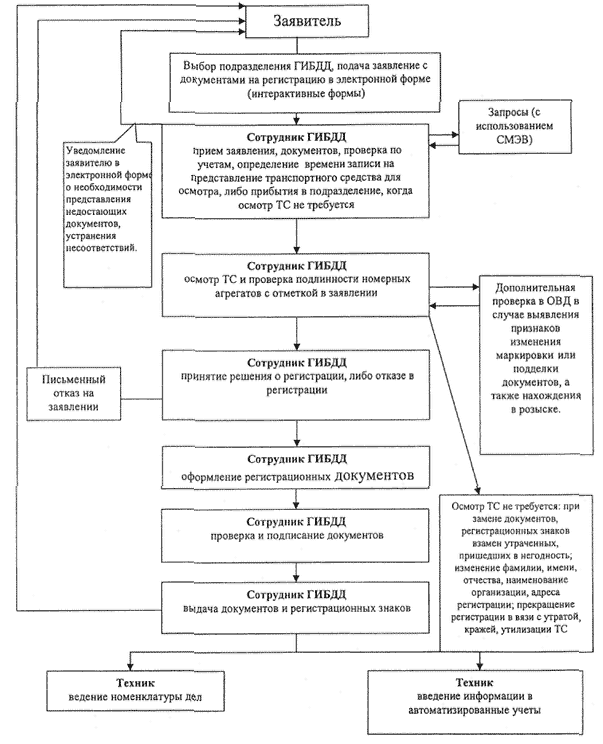 Заявитель
Выбор подразделения ГИБДД, подача заявление с
документами на регистрацию в электронной форме
(интерактивные формы)
Запросы (с
использованием
СМЭВ)
Сотрудник ГИБДД
прием заявления, документов, проверка по
учетам, определение времени записи на
представление транспортного средства для
осмотра, либо прибытия в подразделение, когда
осмотр ТС не требуется
Уведомление
заявителю в
электронной форме
о необходимости
представления
недостающих
документов,
устранения
несоответствий.
Сотрудник ГИБДД
осмотр ТС и проверка подлинности номерных
агрегатов с отметкой в заявлении
Дополнительная
проверка в ОВД в
случае выявления
признаков
изменения
маркировки или
подделки
документов, а
также нахождения
в розыске.
Сотрудник ГИБДД
принятие решения о регистрации, либо отказе в
регистрации
Письменный
отказ на
заявлении
Сотрудник ГИБДД
оформление регистрационных документов
Сотрудник ГИБДД
проверка и подписание документов
Осмотр ТС не требуется: при
замене документов,
регистрационных знаков
взамен утраченных,
пришедших в негодность;
изменение фамилии, имени,
отчества, наименование
организации, адреса
регистрации; прекращение
регистрации в вязи с утратой,
кражей, утилизации ТС
Сотрудник ГИБДД
выдача документов и регистрационных знаков
Техник
ведение номенклатуры дел
Техник
введение информации в
автоматизированные учеты